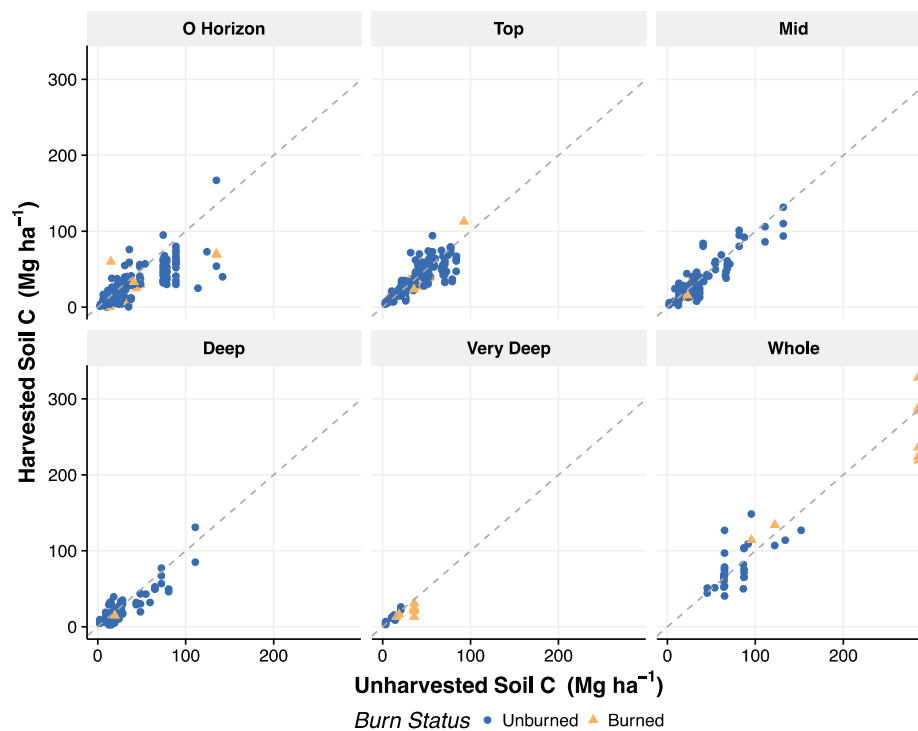 O Horizon Top Mid
300
200
100
0
Deep Very Deep Whole
300
200
100
0
0 100 200 0 100 200 0 100 200
Harvested Soil C (Mg ha⁻¹)
Unharvested Soil C (Mg ha⁻¹)
Burn Status Unburned Burned